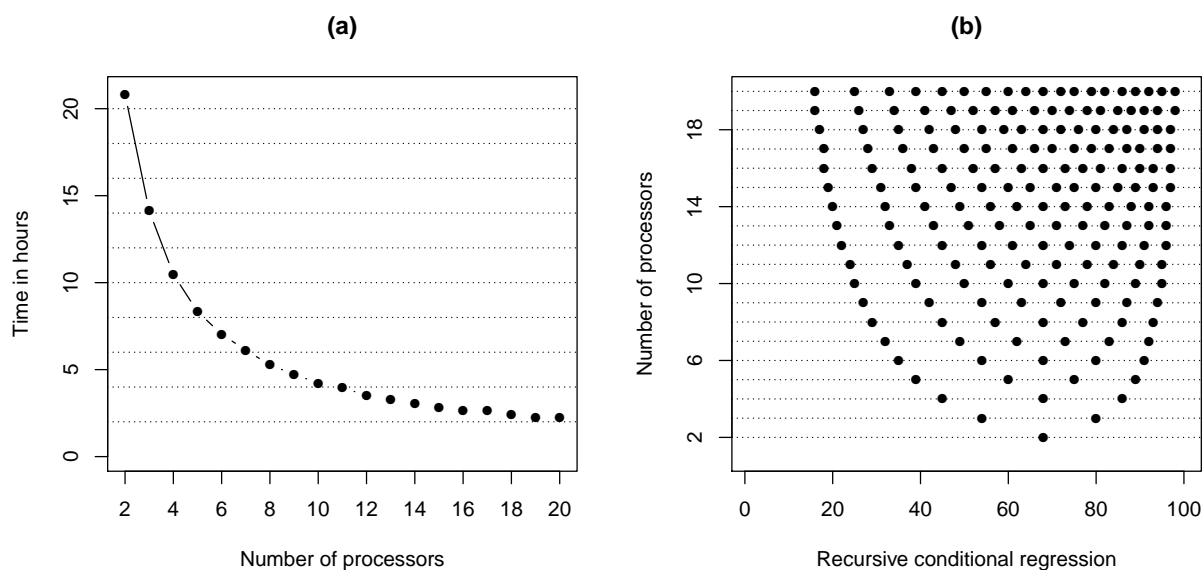 (a)
Time in hours
0
5
10
15
20
2 4 6 8 10 12 14 16 18 20
Number of processors
(b)
Number of processors
2
6
10
14
18
0 20 40 60 80 100
Recursive conditional regression